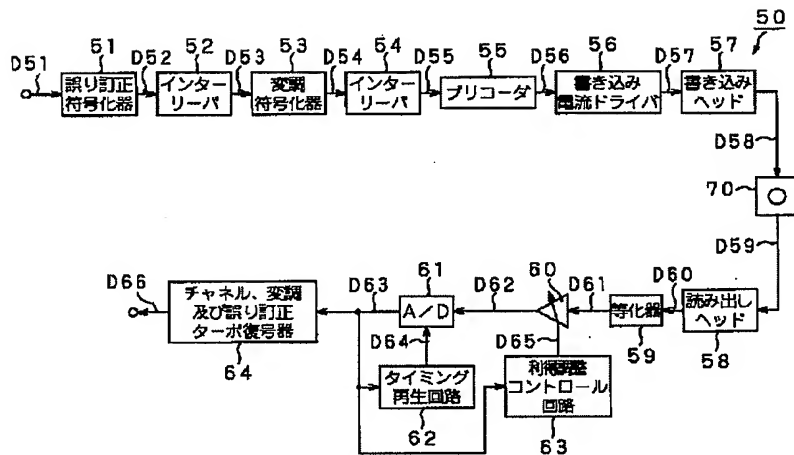 50
51
52
53
54
55
56
57
D51
D52
D53
D54
D55
D56
D57
誤り訂正
符号化器
インター
リーバ
変調
符号化器
インター
リーバ
プリコーダ
書き込み
電流ドライバ
書き込み
ヘッド
D58
70
D59
D66
チャネル、変調
及び誤り訂正
ターボ復号器
64
D63
61
A/D
D62
60
D61
等化器
59
D60
読み出し
ヘッド
58
D64
D65
タイミング
再生回路
62
利得調整
コントロール
回路
63